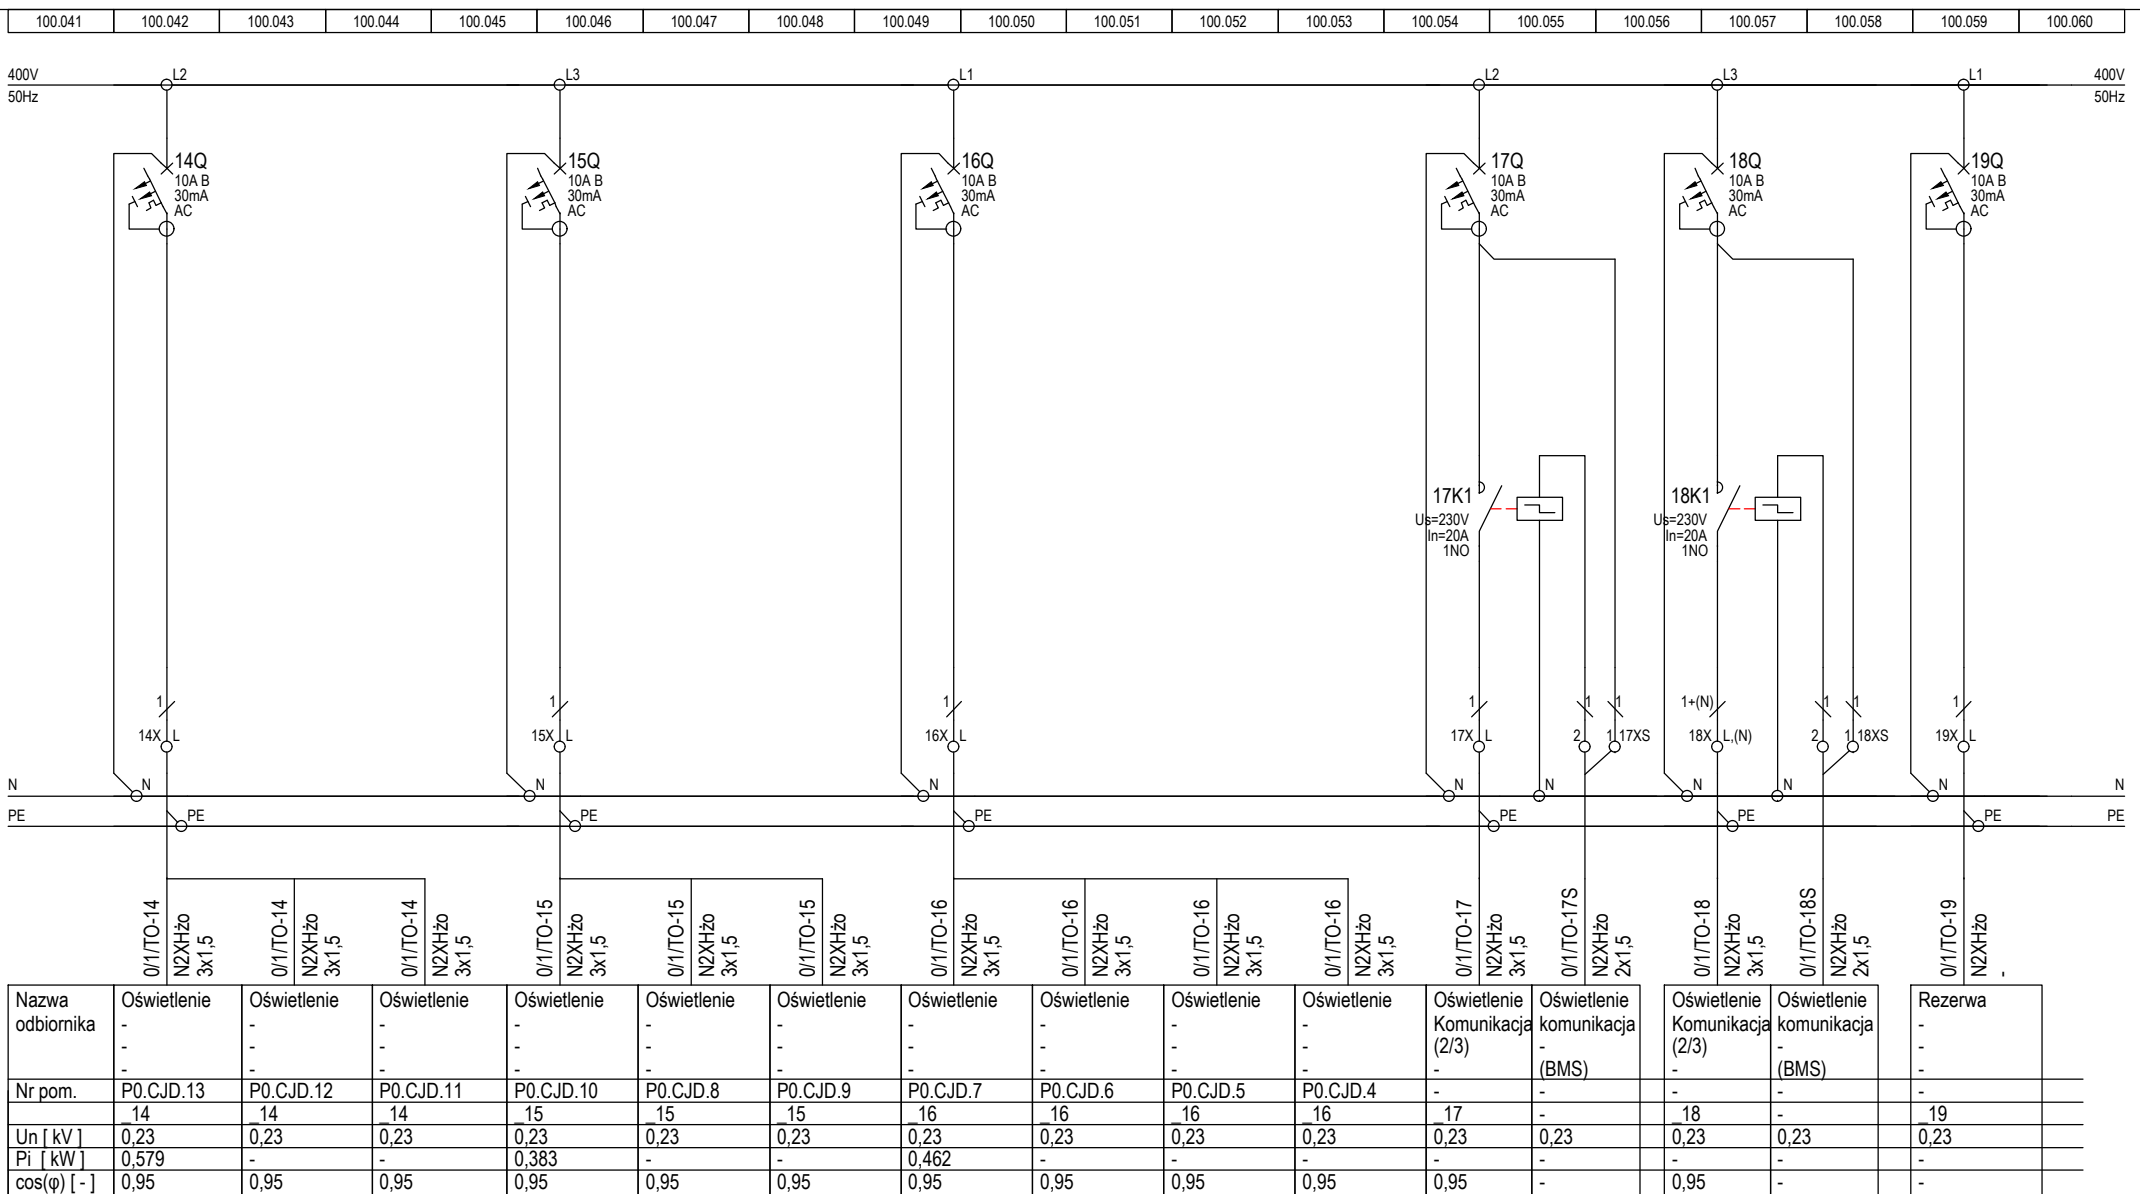 100.041 100.042 100.043 100.044 100.045 100.046 100.047 100.048 100.049 100.050 100.051 100.052 100.053 100.054 100.055 100.056 100.057 100.058 100.059 100.060
400V L2 L3 L1 L2 L3 L1 400V
50Hz 50Hz
14Q 15Q 16Q 17Q 18Q 19Q
10A B 10A B 10A B 10A B 10A B 10A B
30mA 30mA 30mA 30mA 30mA 30mA
AC AC AC AC AC AC
17K1 18K1
Us=230V Us=230V
In=20A In=20A
1NO 1NO
1 1 1 1 1 1 1+(N) 1 1 1
14X L 15X L 16X L 17X L 2 1 17XS 18X L,(N) 2 1 18XS 19X L
N N N N N N N N N N
PE PE PE PE PE PE PE PE
0/1/TO-14 0/1/TO-14 0/1/TO-14 0/1/TO-15 0/1/TO-15 0/1/TO-15 0/1/TO-16 0/1/TO-16 0/1/TO-16 0/1/TO-16 0/1/TO-17 0/1/TO-17S 0/1/TO-18 0/1/TO-18S 0/1/TO-19
N2XHżo N2XHżo N2XHżo N2XHżo N2XHżo N2XHżo N2XHżo N2XHżo N2XHżo N2XHżo N2XHżo N2XHżo N2XHżo N2XHżo N2XHżo
3x1,5 3x1,5 3x1,5 3x1,5 3x1,5 3x1,5 3x1,5 3x1,5 3x1,5 3x1,5 3x1,5 2x1,5 3x1,5 2x1,5 -
Nazwa Oświetlenie Oświetlenie Oświetlenie Oświetlenie Oświetlenie Oświetlenie Oświetlenie Oświetlenie Oświetlenie Oświetlenie Oświetlenie Oświetlenie Oświetlenie Oświetlenie Rezerwa
odbiornika - - - - - - - - - - Komunikacja komunikacja Komunikacja komunikacja -
- - - - - - - - - - (2/3) - (2/3) - -
- - - - - - - - - - - (BMS) - (BMS) -
Nr pom. P0.CJD.13 P0.CJD.12 P0.CJD.11 P0.CJD.10 P0.CJD.8 P0.CJD.9 P0.CJD.7 P0.CJD.6 P0.CJD.5 P0.CJD.4 - - - - -
_14 _14 _14 _15 _15 _15 _16 _16 _16 _16 _17 - _18 - _19
Un [ kV ] 0,23 0,23 0,23 0,23 0,23 0,23 0,23 0,23 0,23 0,23 0,23 0,23 0,23 0,23 0,23
Pi [ kW ] 0,579 - - 0,383 - - 0,462 - - - - - - - -
cos(φ) [ - ] 0,95 0,95 0,95 0,95 0,95 0,95 0,95 0,95 0,95 0,95 0,95 - 0,95 - -